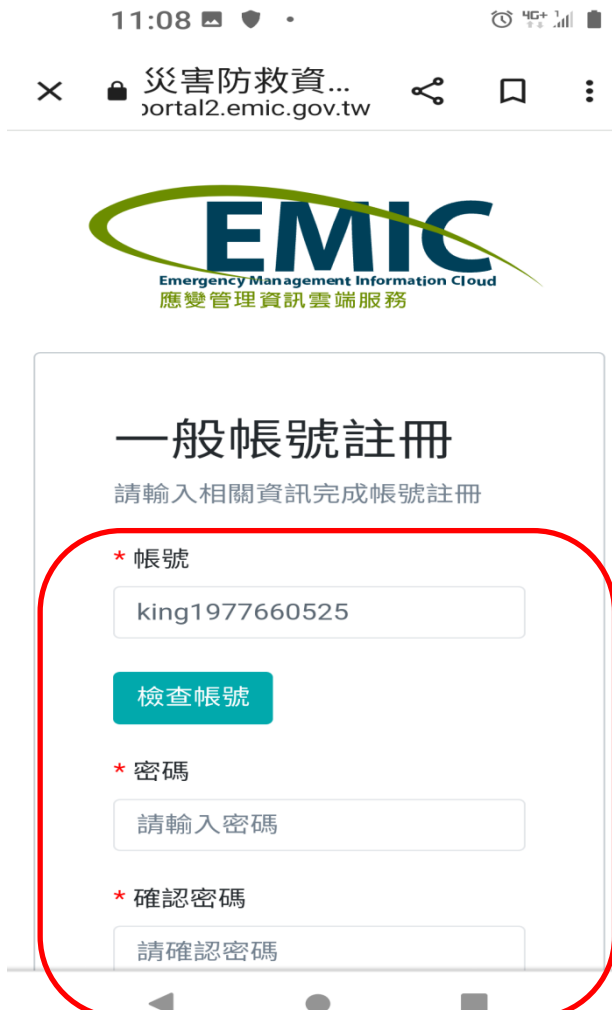 11:08
4G+
災害防救資...
portal2.emic.gov.tw
EMIC
Emergency Management Information Cloud
應變管理資訊雲端服務
一般帳號註冊
請輸入相關資訊完成帳號註冊
* 帳號
king1977660525
檢查帳號
* 密碼
請輸入密碼
* 確認密碼
請確認密碼